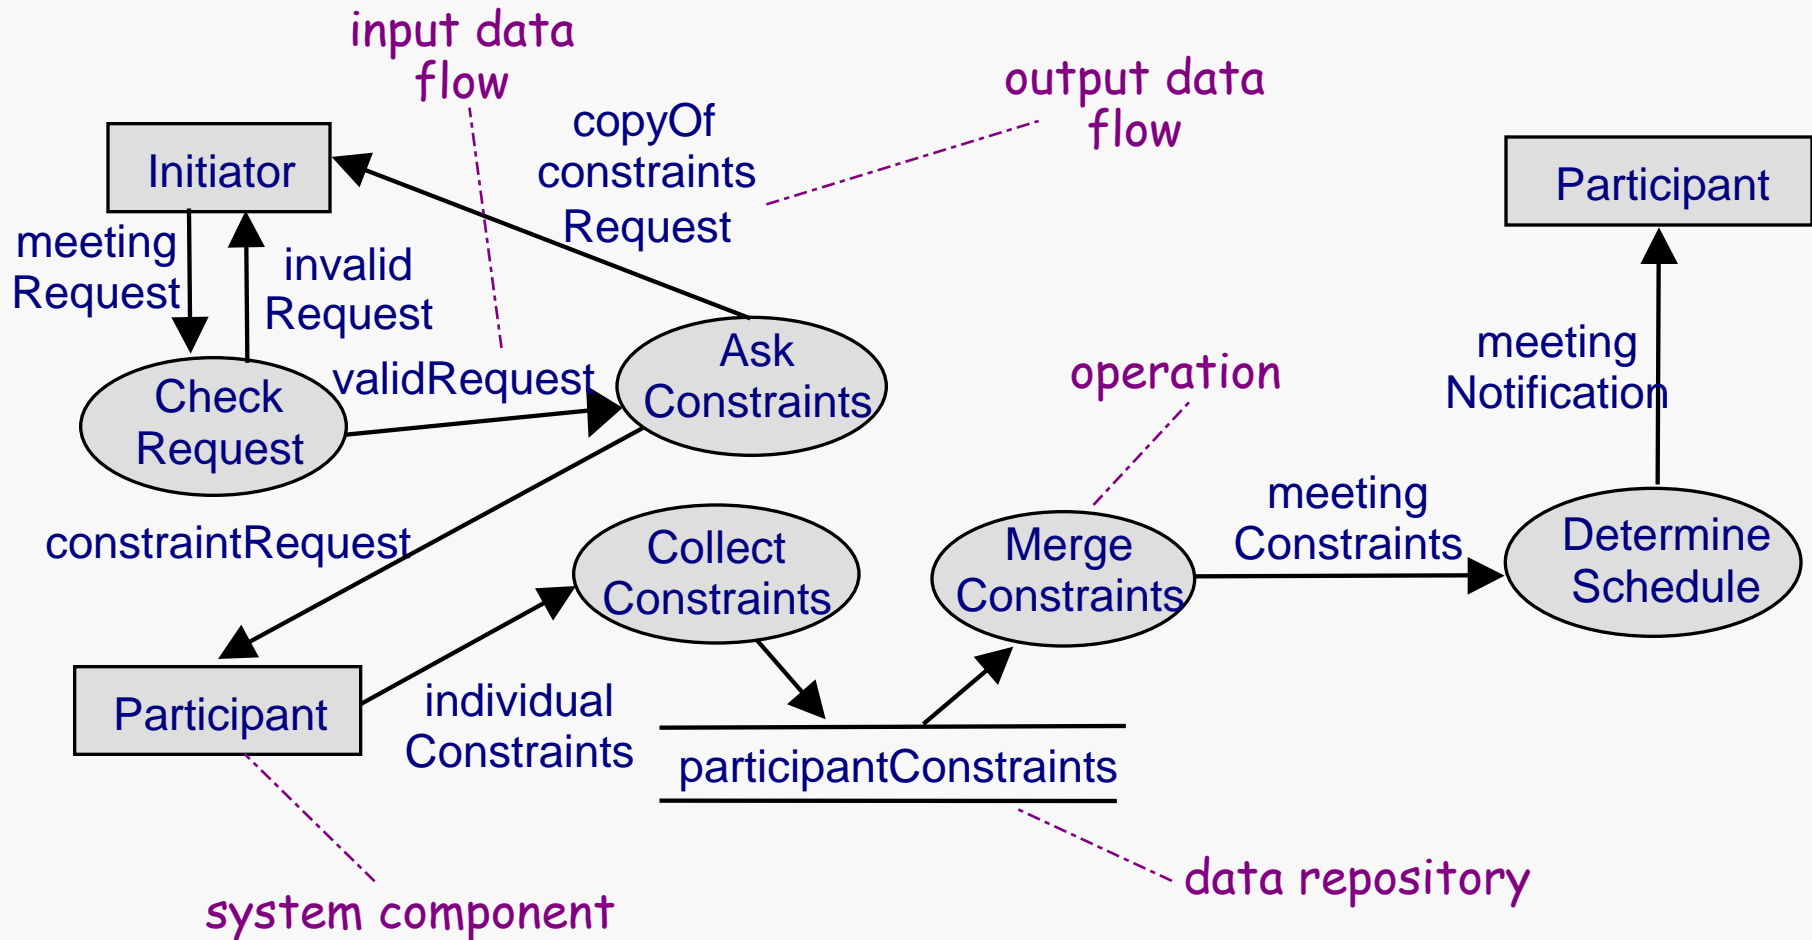 input data
flow
output data
flow
copyOf
constraints
Request
Initiator
Participant
meeting
Request
invalid
Request
validRequest
Ask
Constraints
Check
Request
operation
meeting
Notification
constraintRequest
Collect
Constraints
Merge
Constraints
meeting
Constraints
Determine
Schedule
Participant
individual
Constraints
participantConstraints
data repository
system component